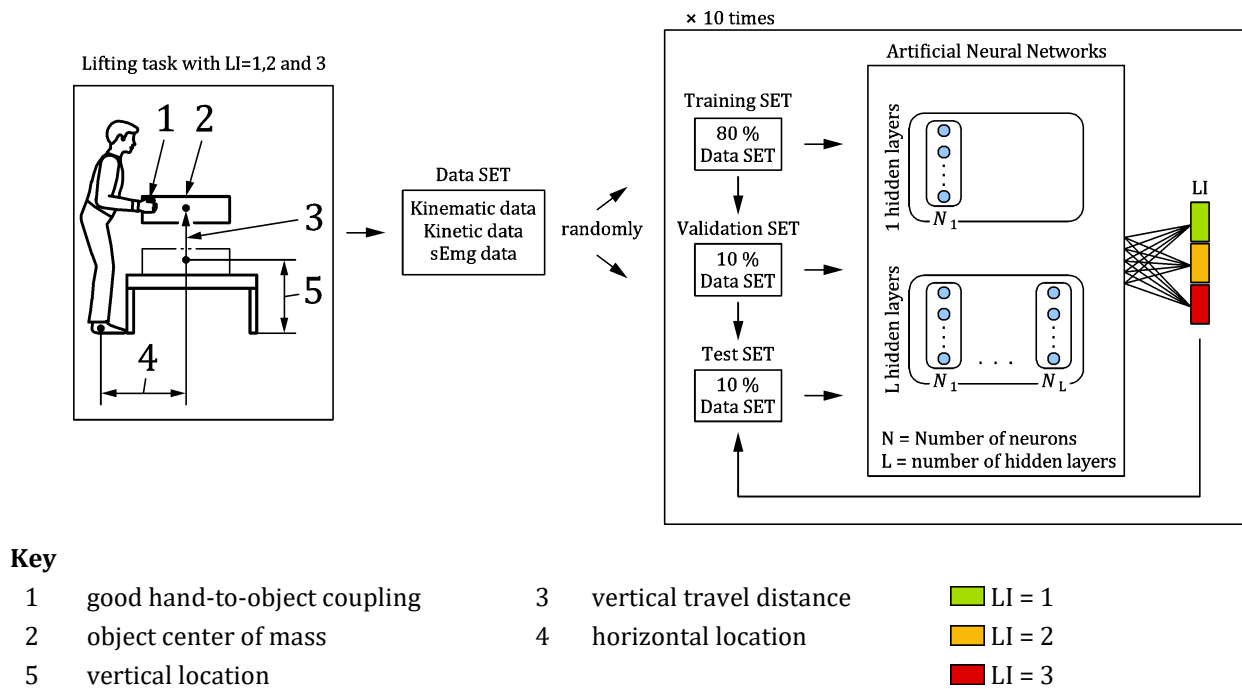 × 10 times
Lifting task with LI=1,2 and 3
1 2
3
5
4
Data SET
Kinematic data
Kinetic data
sEmg data
randomly
Training SET
80 %
Data SET
Validation SET
10 %
Data SET
Test SET
10 %
Data SET
Artificial Neural Networks
1 hidden layers
N1
L hidden layers
N1 . . . NL
N = Number of neurons
L = number of hidden layers
LI
Key
1 good hand-to-object coupling 3 vertical travel distance LI = 1
2 object center of mass 4 horizontal location LI = 2
5 vertical location LI = 3